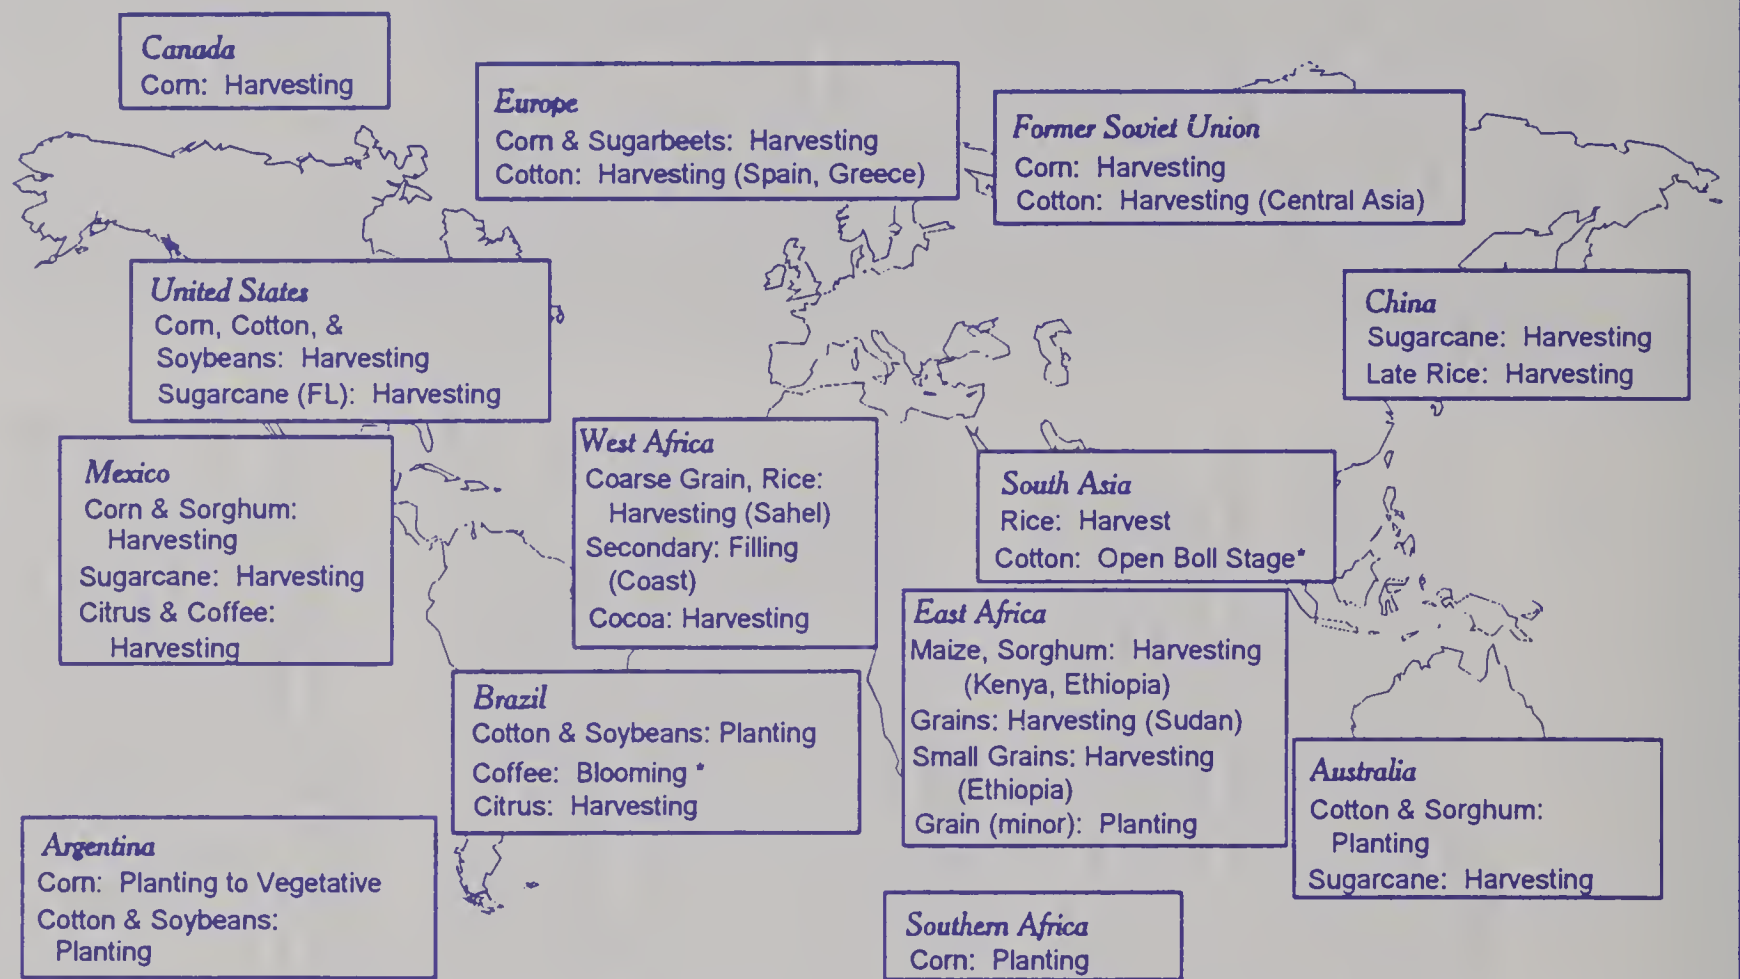 Canada
Corn: Harvesting
Europe
Corn & Sugarbeets: Harvesting
Cotton: Harvesting (Spain, Greece)
Former Soviet Union
Corn: Harvesting
Cotton: Harvesting (Central Asia)
United States
Corn, Cotton, &
Soybeans: Harvesting
Sugarcane (FL): Harvesting
China
Sugarcane: Harvesting
Late Rice: Harvesting
Mexico
Corn & Sorghum:
Harvesting
Sugarcane: Harvesting
Citrus & Coffee:
Harvesting
West Africa
Coarse Grain, Rice:
Harvesting (Sahel)
Secondary: Filling
(Coast)
Cocoa: Harvesting
South Asia
Rice: Harvest
Cotton: Open Boll Stage*
East Africa
Maize, Sorghum: Harvesting
(Kenya, Ethiopia)
Grains: Harvesting (Sudan)
Small Grains: Harvesting
(Ethiopia)
Grain (minor): Planting
Brazil
Cotton & Soybeans: Planting
Coffee: Blooming *
Citrus: Harvesting
Australia
Cotton & Sorghum:
Planting
Sugarcane: Harvesting
Argentina
Corn: Planting to Vegetative
Cotton & Soybeans:
Planting
Southern Africa
Corn: Planting